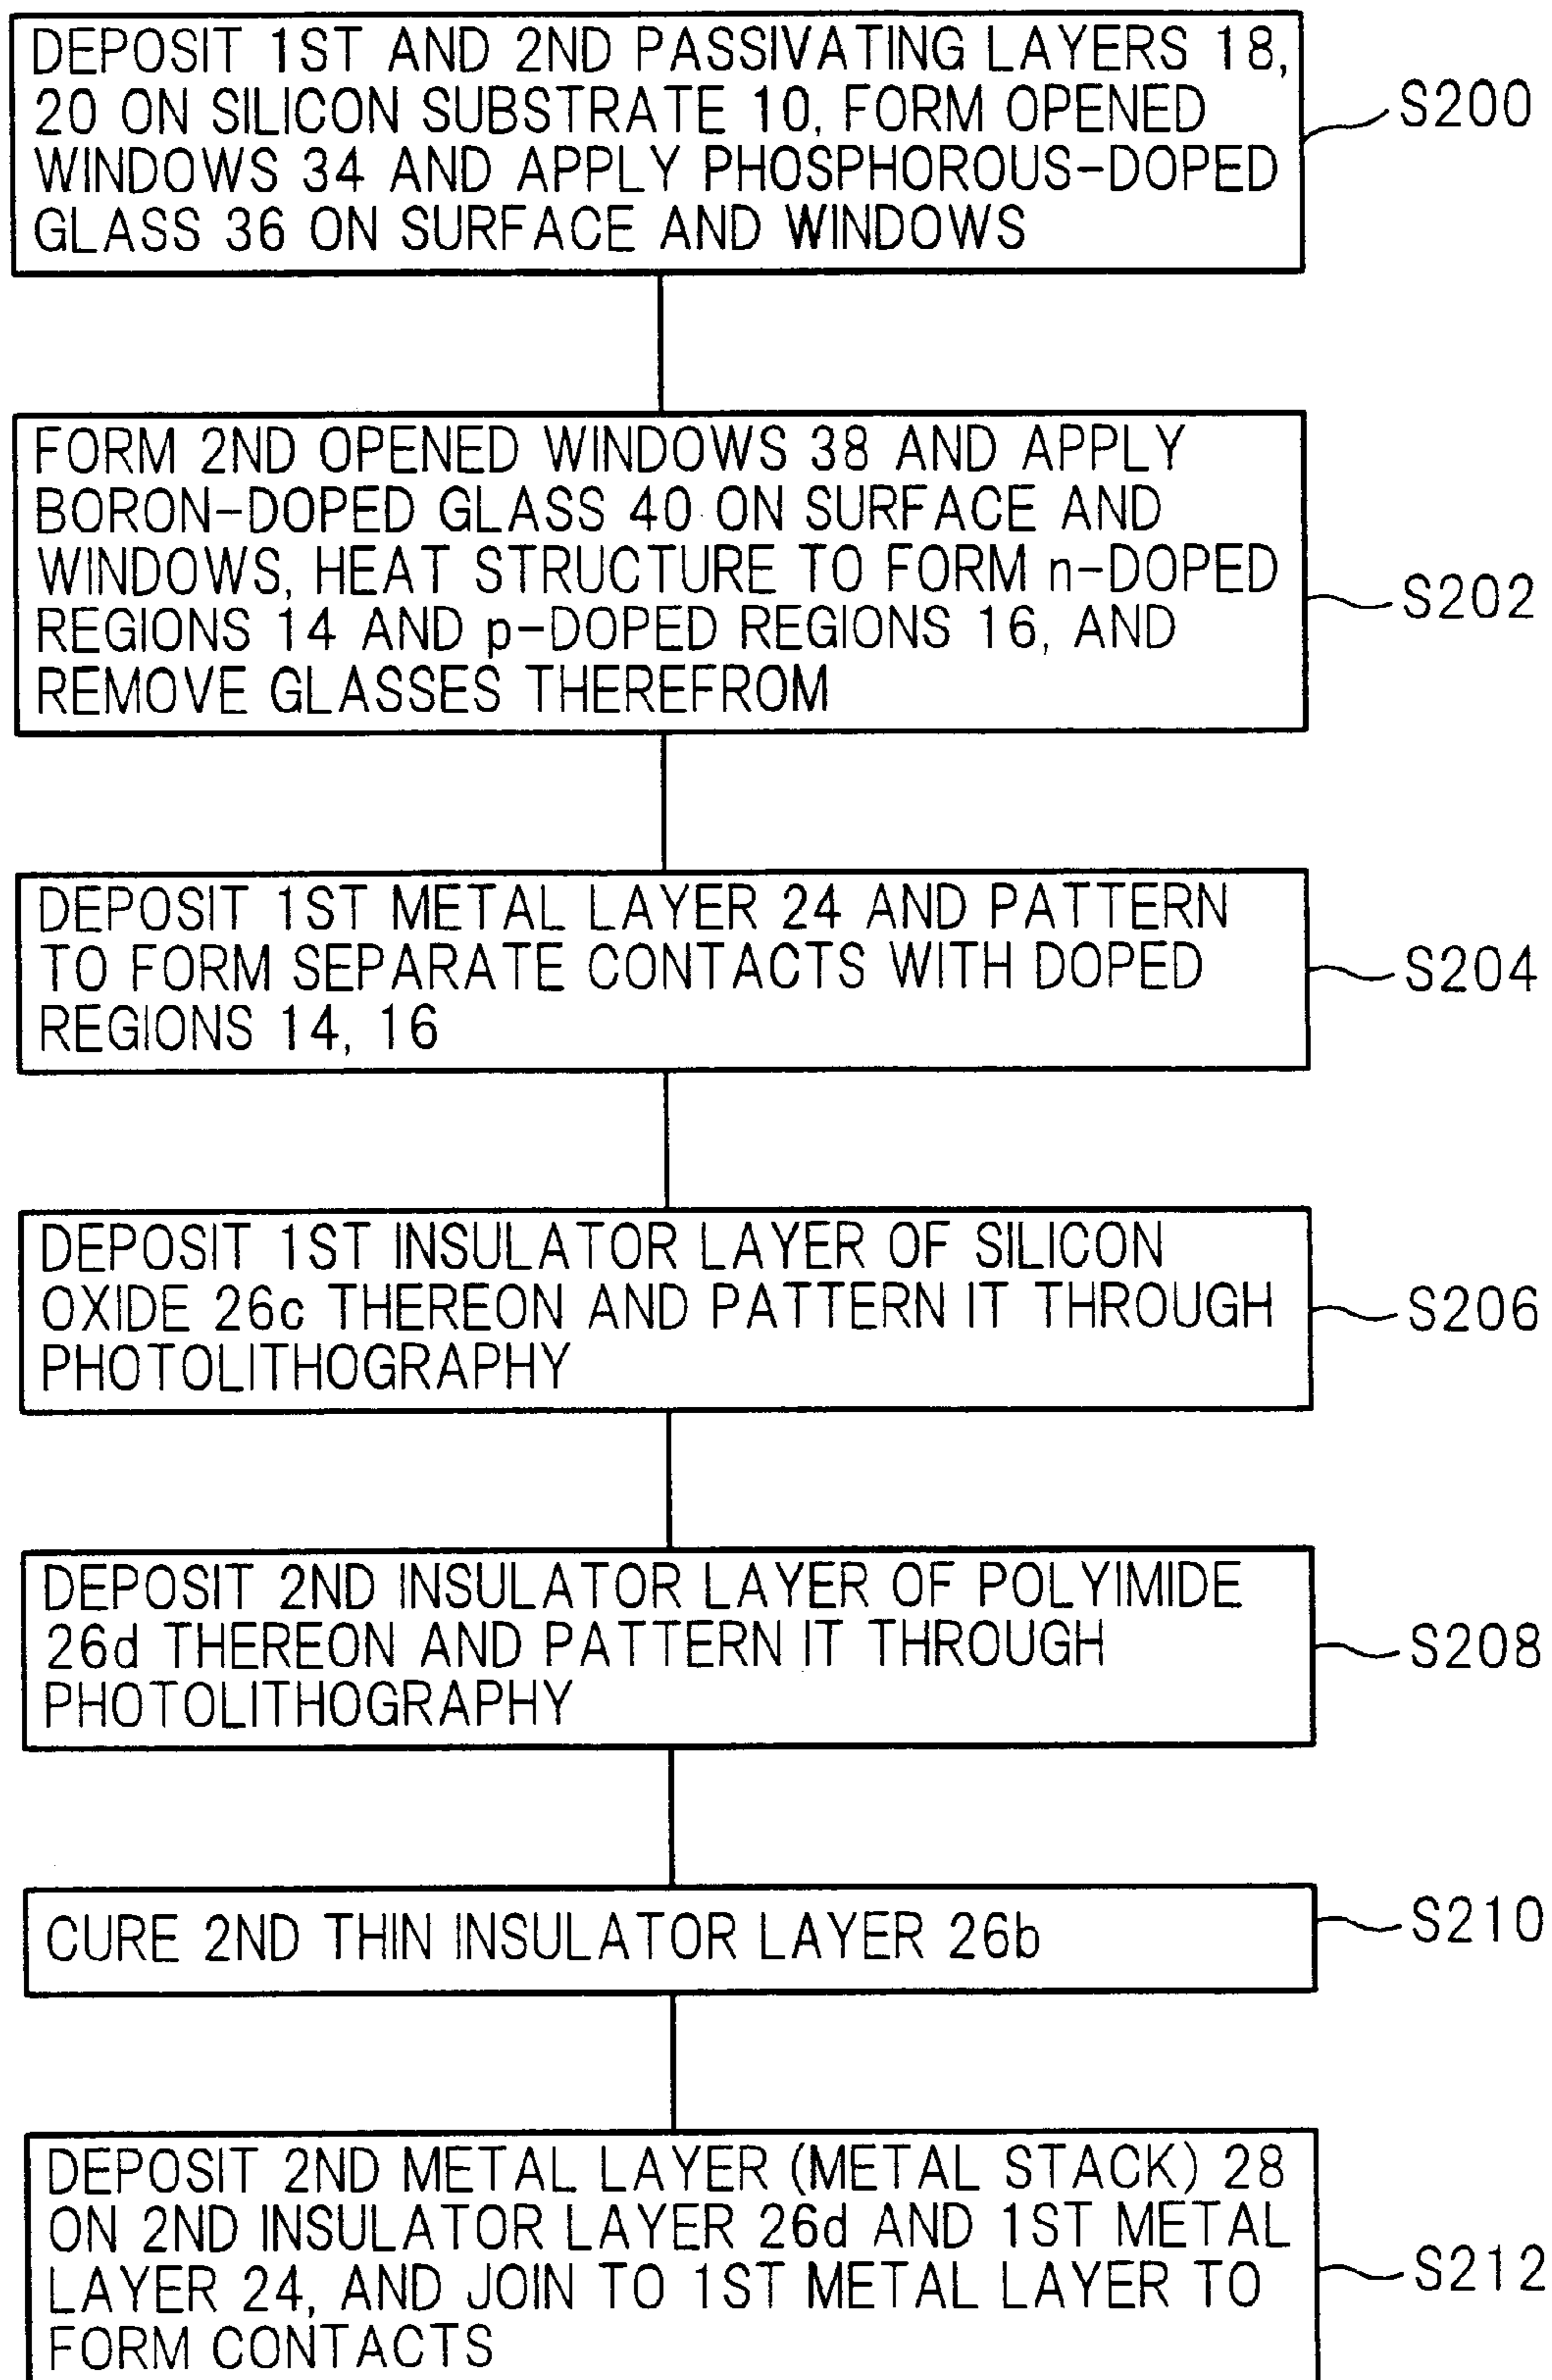 DEPOSIT 1ST AND 2ND PASSIVATING LAYERS 18,
20 ON SILICON SUBSTRATE 10, FORM OPENED
WINDOWS 34 AND APPLY PHOSPHOROUS-DOPED
GLASS 36 ON SURFACE AND WINDOWS
S200
FORM 2ND OPENED WINDOWS 38 AND APPLY
BORON-DOPED GLASS 40 ON SURFACE AND
WINDOWS, HEAT STRUCTURE TO FORM n-DOPED
REGIONS 14 AND p-DOPED REGIONS 16, AND
REMOVE GLASSES THEREFROM
S202
DEPOSIT 1ST METAL LAYER 24 AND PATTERN
TO FORM SEPARATE CONTACTS WITH DOPED
REGIONS 14, 16
S204
DEPOSIT 1ST INSULATOR LAYER OF SILICON
OXIDE 26c THEREON AND PATTERN IT THROUGH
PHOTOLITHOGRAPHY
S206
DEPOSIT 2ND INSULATOR LAYER OF POLYIMIDE
26d THEREON AND PATTERN IT THROUGH
PHOTOLITHOGRAPHY
S208
CURE 2ND THIN INSULATOR LAYER 26b
S210
DEPOSIT 2ND METAL LAYER (METAL STACK) 28
ON 2ND INSULATOR LAYER 26d AND 1ST METAL
LAYER 24, AND JOIN TO 1ST METAL LAYER TO
FORM CONTACTS
S212